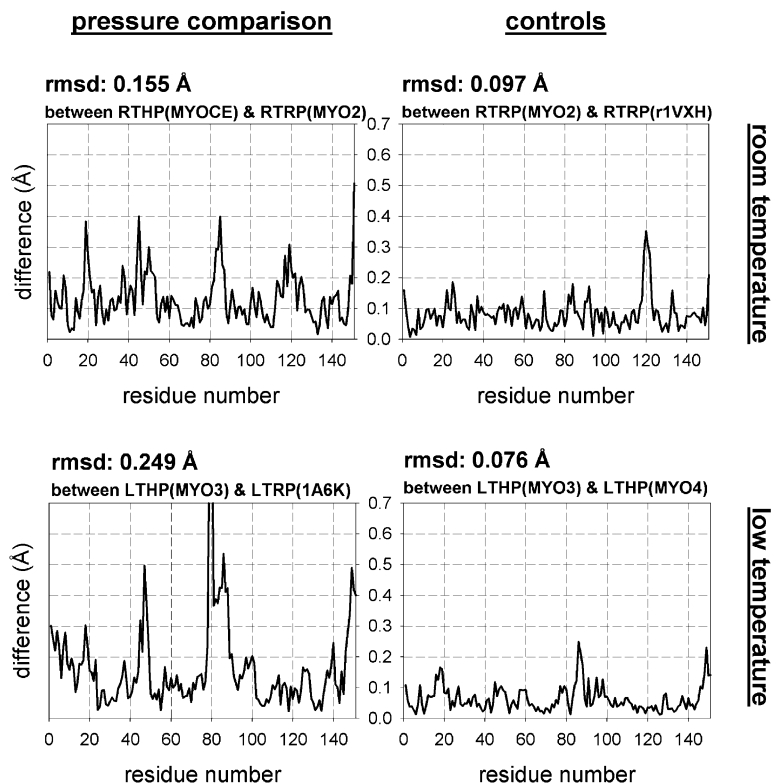 pressure comparison
controls
rmsd: 0.155 Å
between RTHP(MYOCE) & RTRP(MYO2)
rmsd: 0.097 Å
between RTRP(MYO2) & RTRP(r1VXH)
room temperature
difference (Å)
0.7
0.6
0.5
0.4
0.3
0.2
0.1
0.0
0 20 40 60 80 100 120 140
0 20 40 60 80 100 120 140
residue number
residue number
rmsd: 0.249 Å
between LTHP(MYO3) & LTRP(1A6K)
rmsd: 0.076 Å
between LTHP(MYO3) & LTHP(MYO4)
low temperature
difference (Å)
0.7
0.6
0.5
0.4
0.3
0.2
0.1
0.0
0 20 40 60 80 100 120 140
0 20 40 60 80 100 120 140
residue number
residue number